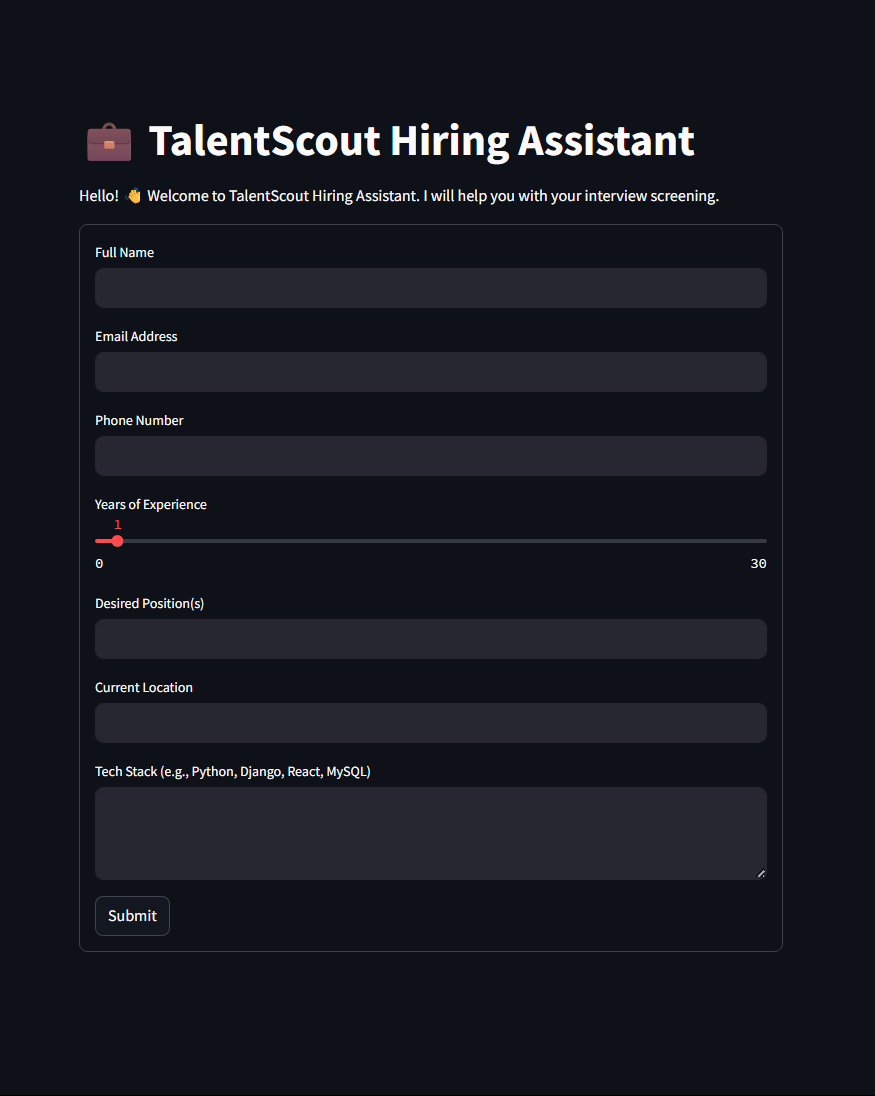 💼 TalentScout Hiring Assistant
Hello! 👋 Welcome to TalentScout Hiring Assistant. I will help you with your interview screening.
Full Name
Email Address
Phone Number
Years of Experience
1
0 30
Desired Position(s)
Current Location
Tech Stack (e.g., Python, Django, React, MySQL)
Submit